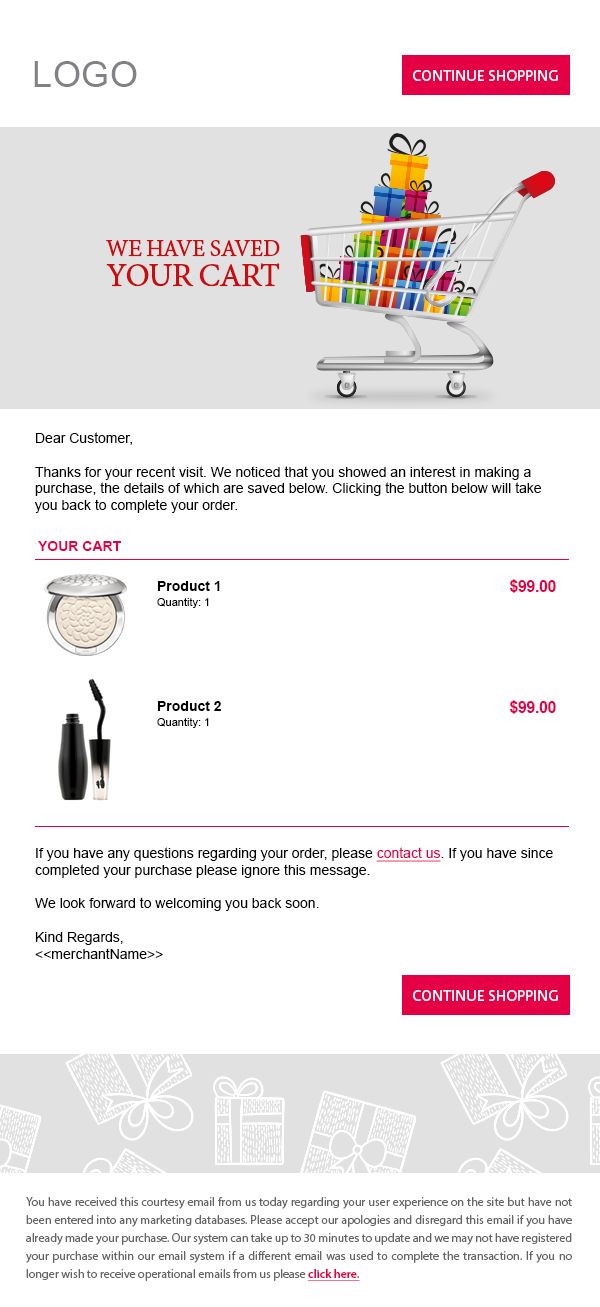 LOGO
CONTINUE SHOPPING
WE HAVE SAVED
YOUR CART
Dear Customer,
Thanks for your recent visit. We noticed that you showed an interest in making a
purchase, the details of which are saved below. Clicking the button below will take
you back to complete your order.
YOUR CART
Product 1
$99.00
Quantity: 1
Product 2
$99.00
Quantity: 1
If you have any questions regarding your order, please contact us. If you have since
completed your purchase please ignore this message.
We look forward to welcoming you back soon.
Kind Regards,
<<merchantName>>
CONTINUE SHOPPING
You have received this courtesy email from us today regarding your user experience on the site but have not
been entered into any marketing databases. Please accept our apologies and disregard this email if you have
already made your purchase. Our system can take up to 30 minutes to update and we may not have registered
your purchase within our email system if a different email was used to complete the transaction. If you no
longer wish to receive operational emails from us please click here.